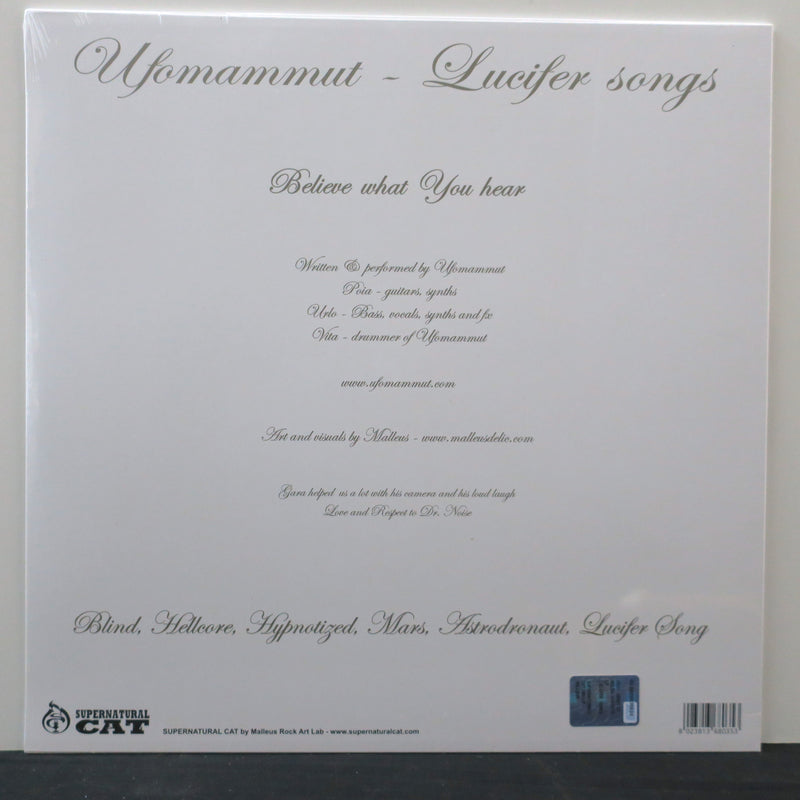 Ufomammut - Lucifer songs
Believe what You hear
Written & performed by Ufomammut
Poia - guitars, synths
Urlo - Bass, vocals, synths and fx
Vita - drummer of Ufomammut
www.ufomammut.com
Art and visuals by Malleus - www.malleusdelic.com
Gara helped us a lot with his camera and his loud laugh
Love and Respect to Dr. Noise
Blind, Hellcore, Hypnotized, Mars, Astrodronaut, Lucifer Song
SUPERNATURAL
CAT
SUPERNATURAL CAT by Malleus Rock Art Lab - www.supernaturalcat.com
8 023813 680353